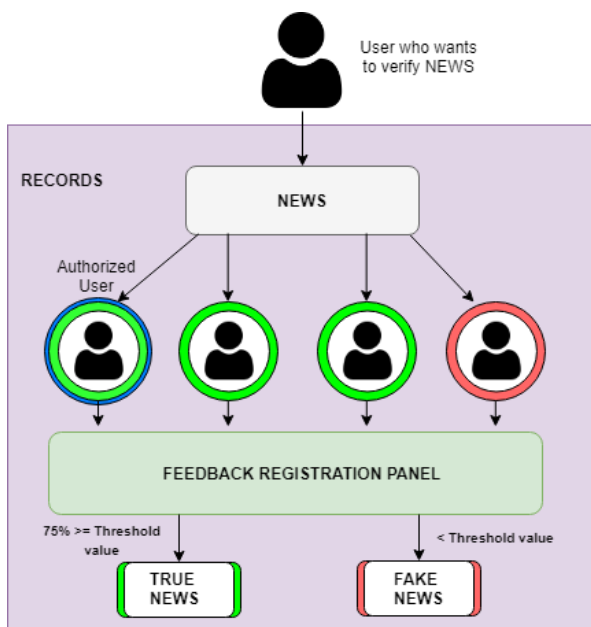 User who wants
to verify NEWS
RECORDS
NEWS
Authorized
User
FEEDBACK REGISTRATION PANEL
75% >= Threshold
value
< Threshold value
TRUE
NEWS
FAKE
NEWS